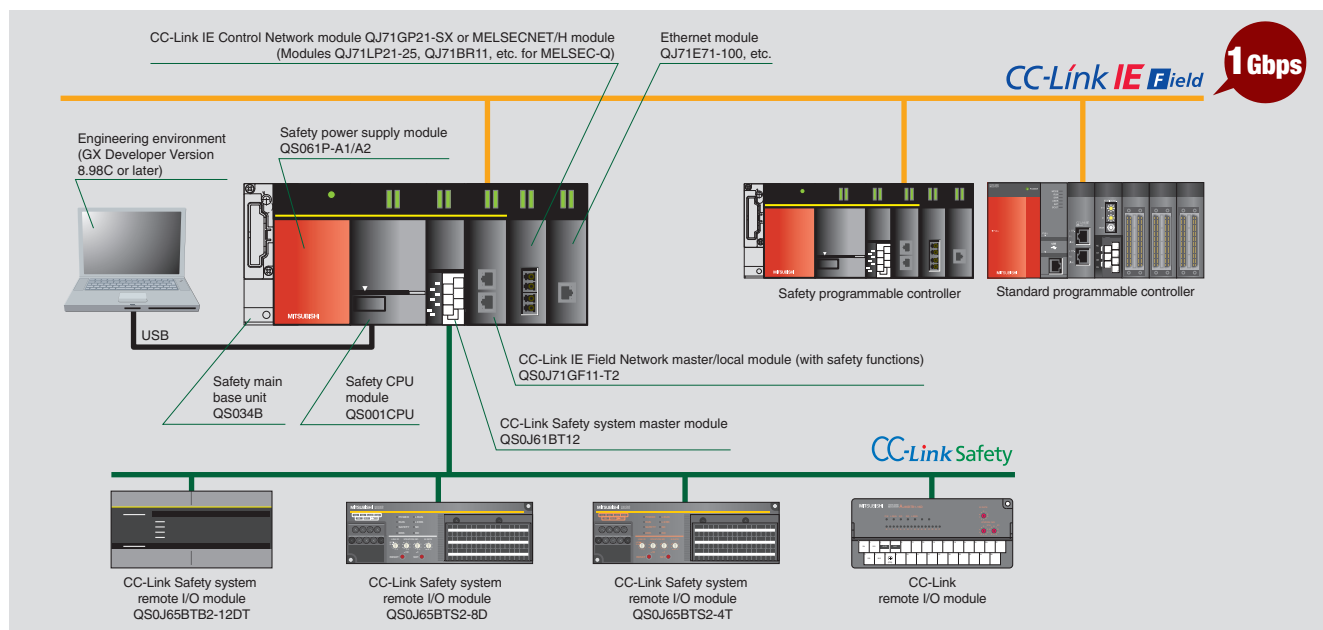 CC-Link IE Control Network module QJ71GP21-SX or MELSECNET/H module
(Modules QJ71LP21-25, QJ71BR11, etc. for MELSEC-Q)
Ethernet module
QJ71E71-100, etc.
CC-Link IE Field
1 Gbps
Engineering environment
(GX Developer Version
8.98C or later)
Safety power supply module
QS061P-A1/A2
MITSUBISHI
MITSUBISHI
Safety programmable controller
Standard programmable controller
USB
CC-Link IE Field Network master/local module (with safety functions)
QS0J71GF11-T2
Safety main
base unit
QS034B
Safety CPU
module
QS001CPU
CC-Link Safety system master module
QS0J61BT12
CC-Link Safety
MITSUBISHI
MITSUBISHI
MITSUBISHI
CC-Link Safety system
remote I/O module
QS0J65BTB2-12DT
CC-Link Safety system
remote I/O module
QS0J65BTS2-8D
CC-Link Safety system
remote I/O module
QS0J65BTS2-4T
CC-Link
remote I/O module